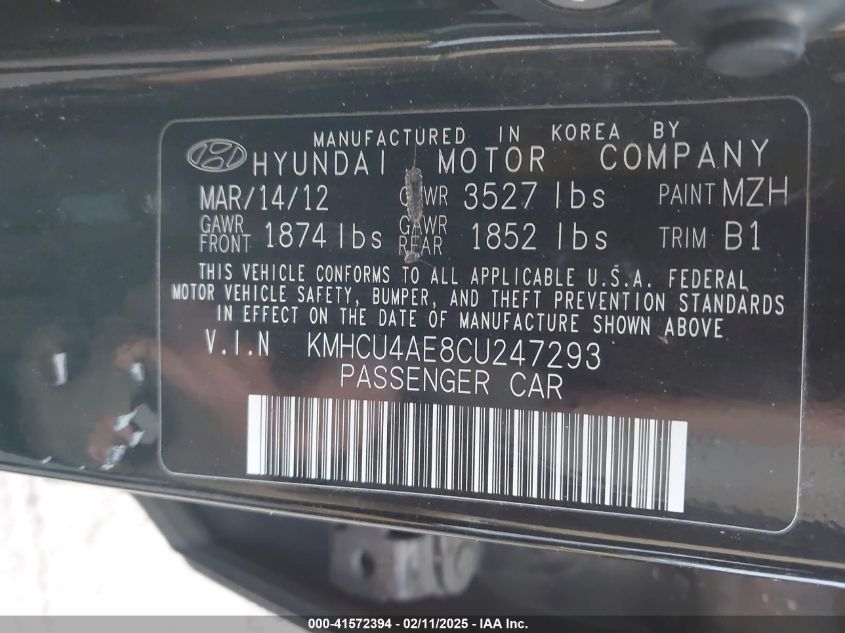 MANUFACTURED IN KOREA BY
HYUNDAI MOTOR COMPANY
MAR/14/12 GVWR 3527 lbs PAINT MZH
GAWR FRONT 1874 lbs GAWR REAR 1852 lbs TRIM B1
THIS VEHICLE CONFORMS TO ALL APPLICABLE U.S.A. FEDERAL
MOTOR VEHICLE SAFETY, BUMPER, AND THEFT PREVENTION STANDARDS
IN EFFECT ON THE DATE OF MANUFACTURE SHOWN ABOVE
V.I.N KMHCU4AE8CU247293
PASSENGER CAR
000-41572394 - 02/11/2025 - IAA Inc.